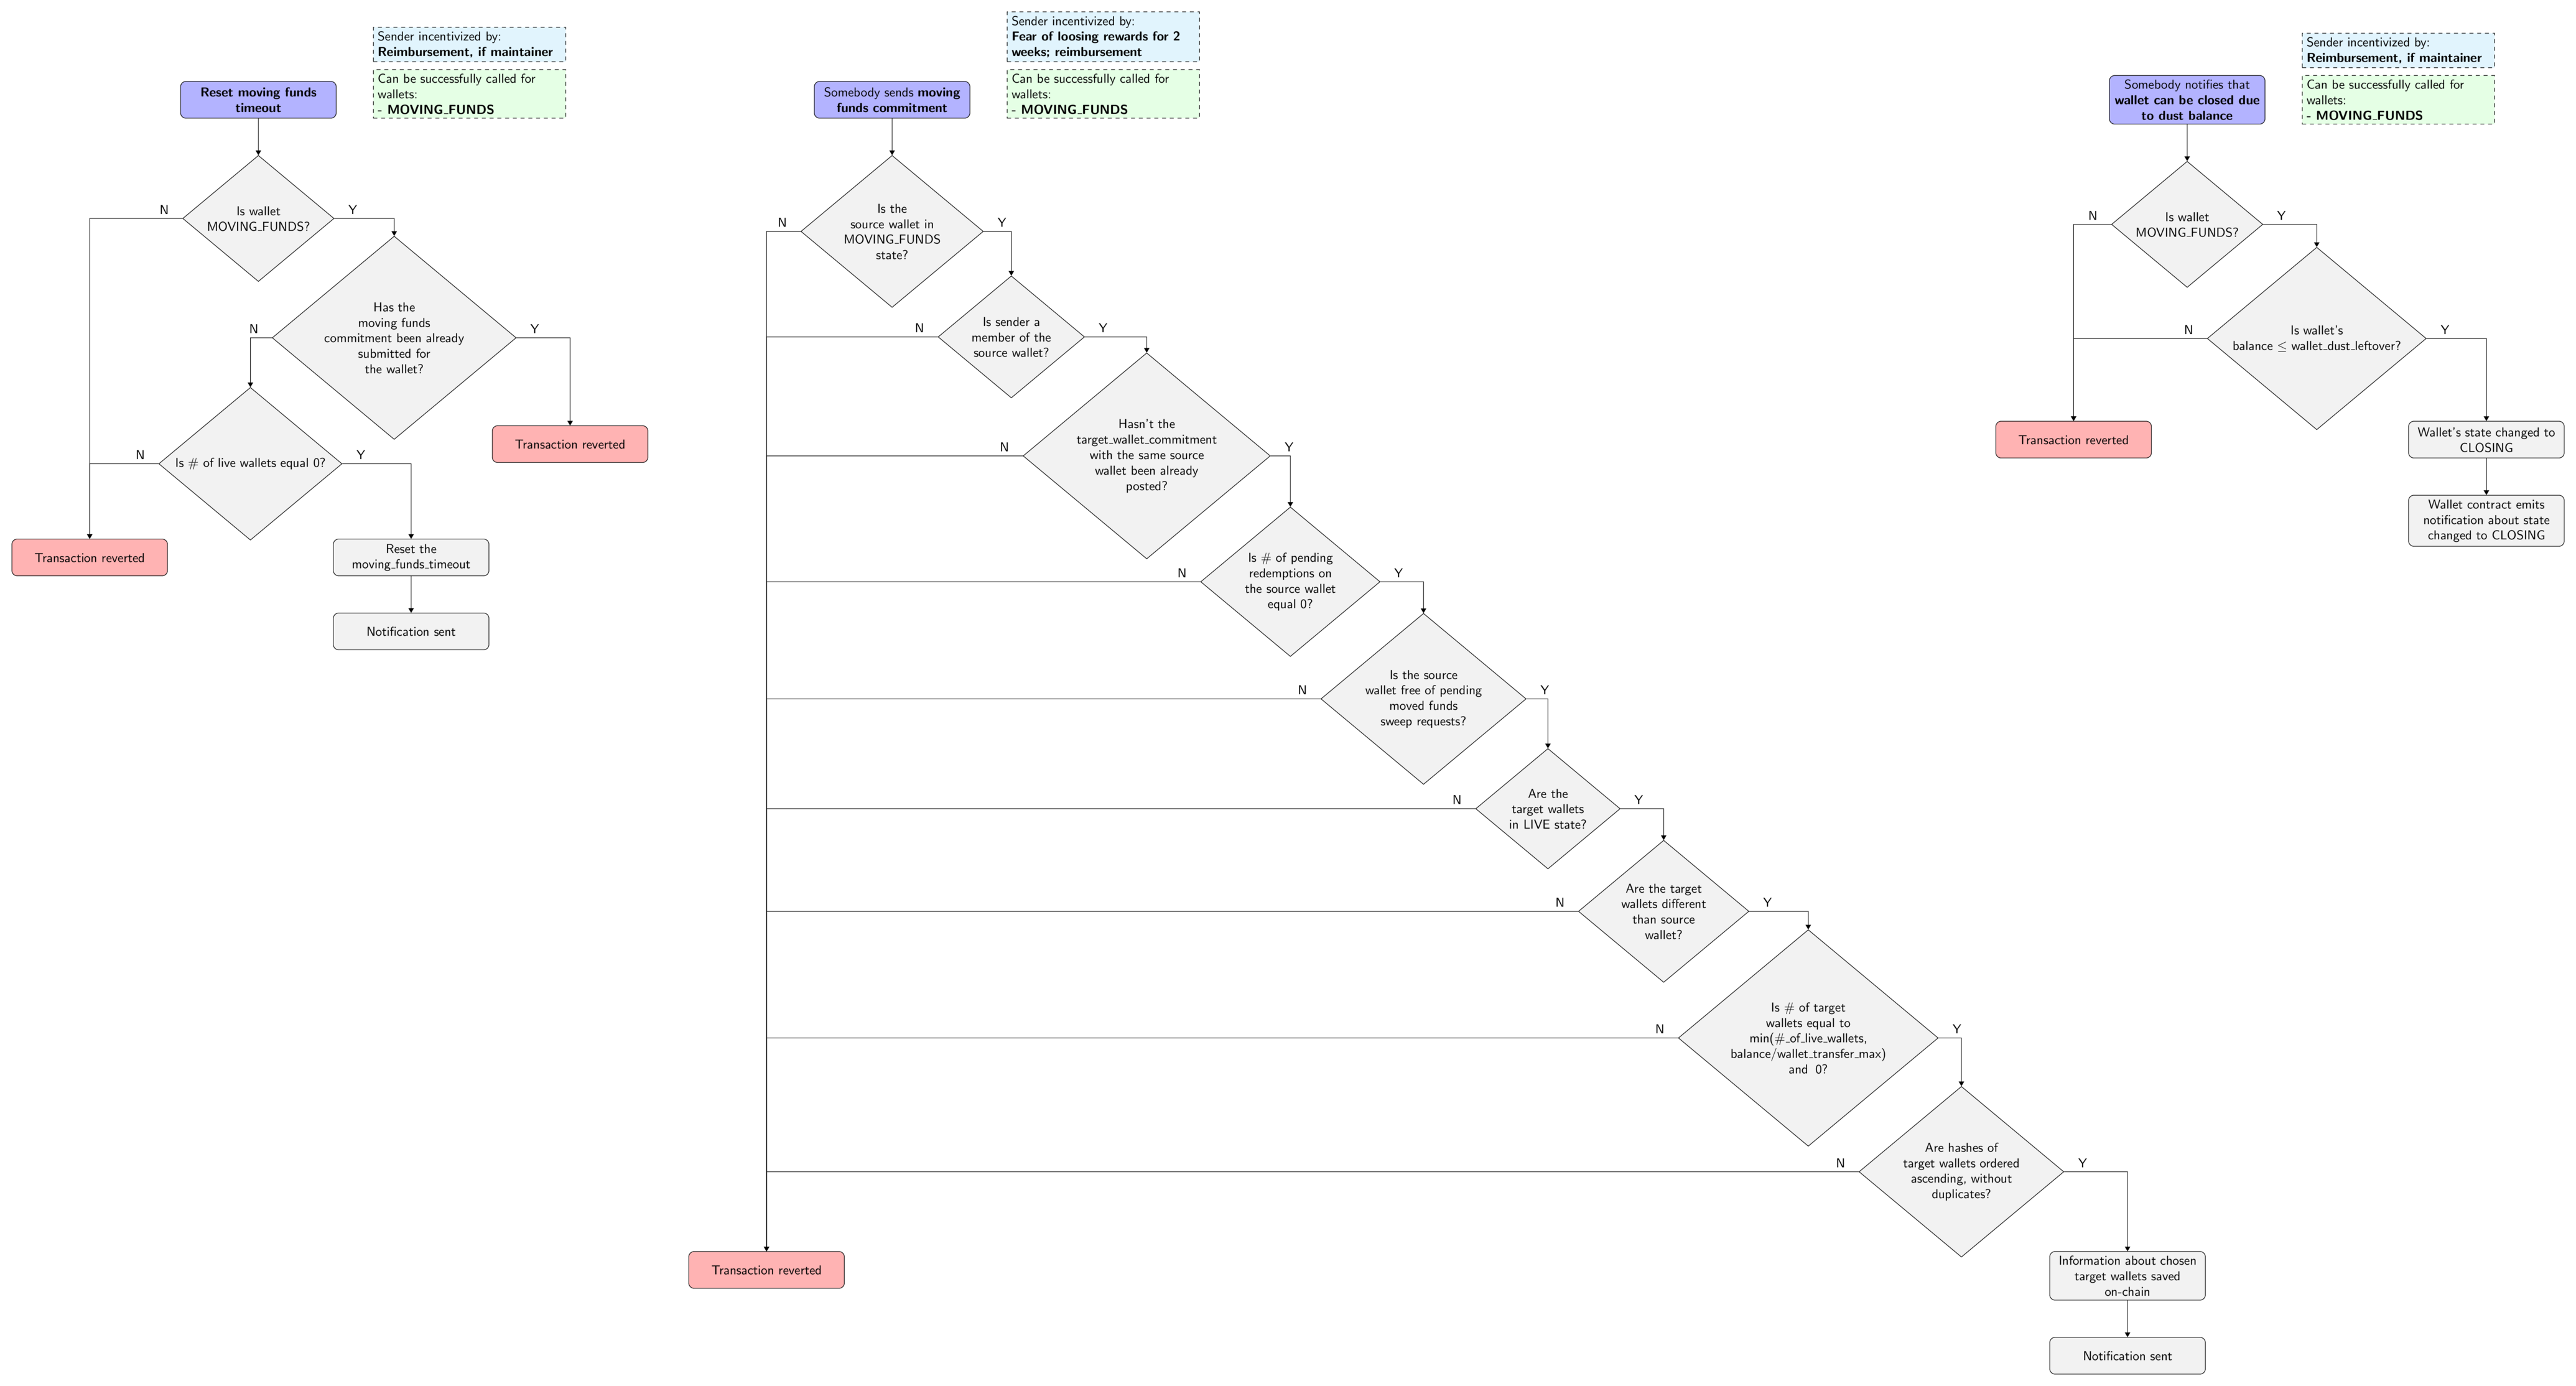 Sender incentivized by:
Reimbursement, if maintainer
Can be successfully called for
wallets:
- MOVING_FUNDS
Reset moving funds
timeout
Is wallet
MOVING_FUNDS?
N
Y
Has the
moving funds
commitment been already
submitted for
the wallet?
N
Y
Is # of live wallets equal 0?
N
Y
Transaction reverted
Transaction reverted
Reset the
moving_funds_timeout
Notification sent
Sender incentivized by:
Fear of loosing rewards for 2
weeks; reimbursement
Can be successfully called for
wallets:
- MOVING_FUNDS
Somebody sends moving
funds commitment
Is the
source wallet in
MOVING_FUNDS
state?
N
Y
Is sender a
member of the
source wallet?
N
Y
Hasn't the
target_wallet_commitment
with the same source
wallet been already
posted?
N
Y
Is # of pending
redemptions on
the source wallet
equal 0?
N
Y
Is the source
wallet free of pending
moved funds
sweep requests?
N
Y
Are the
target wallets
in LIVE state?
N
Y
Are the target
wallets different
than source
wallet?
N
Y
Is # of target
wallets equal to
min(#_of_live_wallets,
balance/wallet_transfer_max)
and 0?
N
Y
Are hashes of
target wallets ordered
ascending, without
duplicates?
N
Y
Transaction reverted
Information about chosen
target wallets saved
on-chain
Notification sent
Sender incentivized by:
Reimbursement, if maintainer
Can be successfully called for
wallets:
- MOVING_FUNDS
Somebody notifies that
wallet can be closed due
to dust balance
Is wallet
MOVING_FUNDS?
N
Y
Is wallet's
balance ≤ wallet_dust_leftover?
N
Y
Transaction reverted
Wallet's state changed to
CLOSING
Wallet contract emits
notification about state
changed to CLOSING